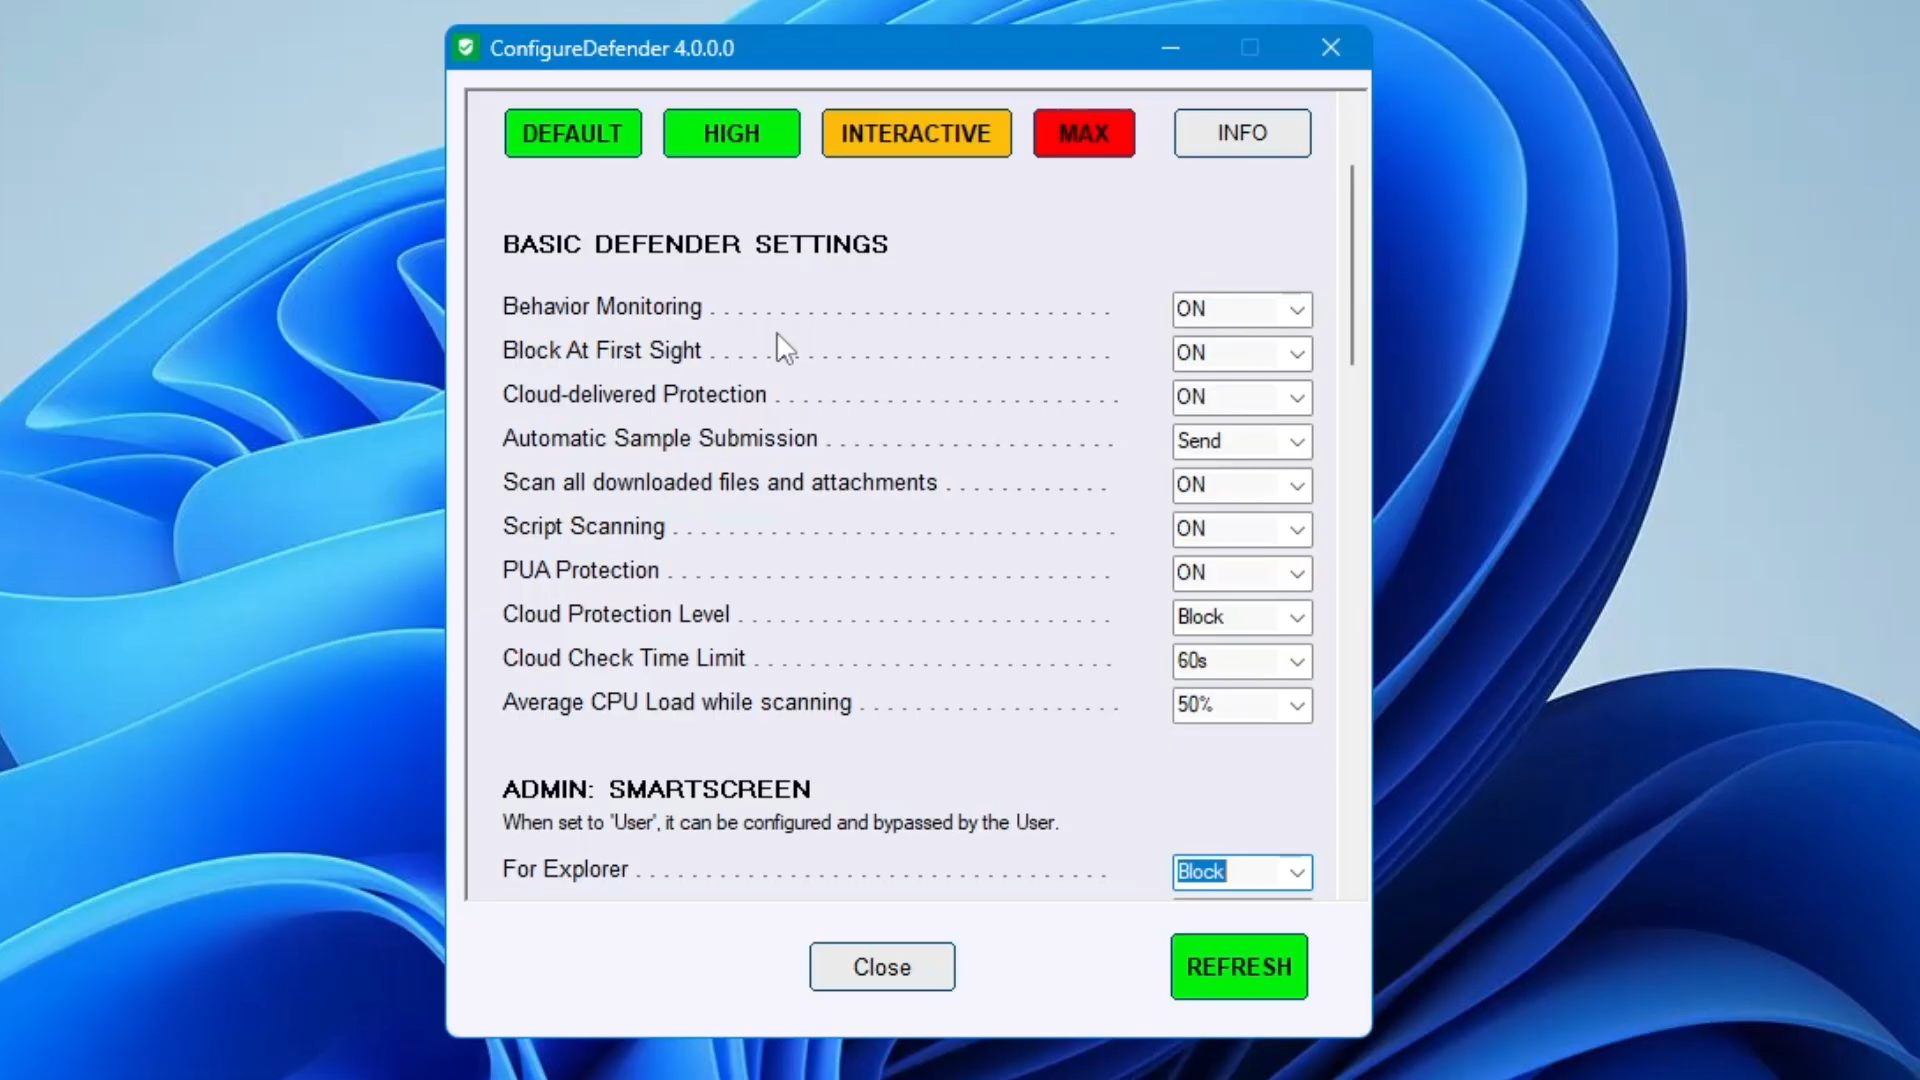 ConfigureDefender 4.0.0.0
DEFAULT HIGH INTERACTIVE MAX INFO
BASIC DEFENDER SETTINGS
Behavior Monitoring ON
Block At First Sight ON
Cloud-delivered Protection ON
Automatic Sample Submission Send
Scan all downloaded files and attachments ON
Script Scanning ON
PUA Protection ON
Cloud Protection Level Block
Cloud Check Time Limit 60s
Average CPU Load while scanning 50%
ADMIN: SMARTSCREEN
When set to 'User', it can be configured and bypassed by the User.
For Explorer Block
Close REFRESH